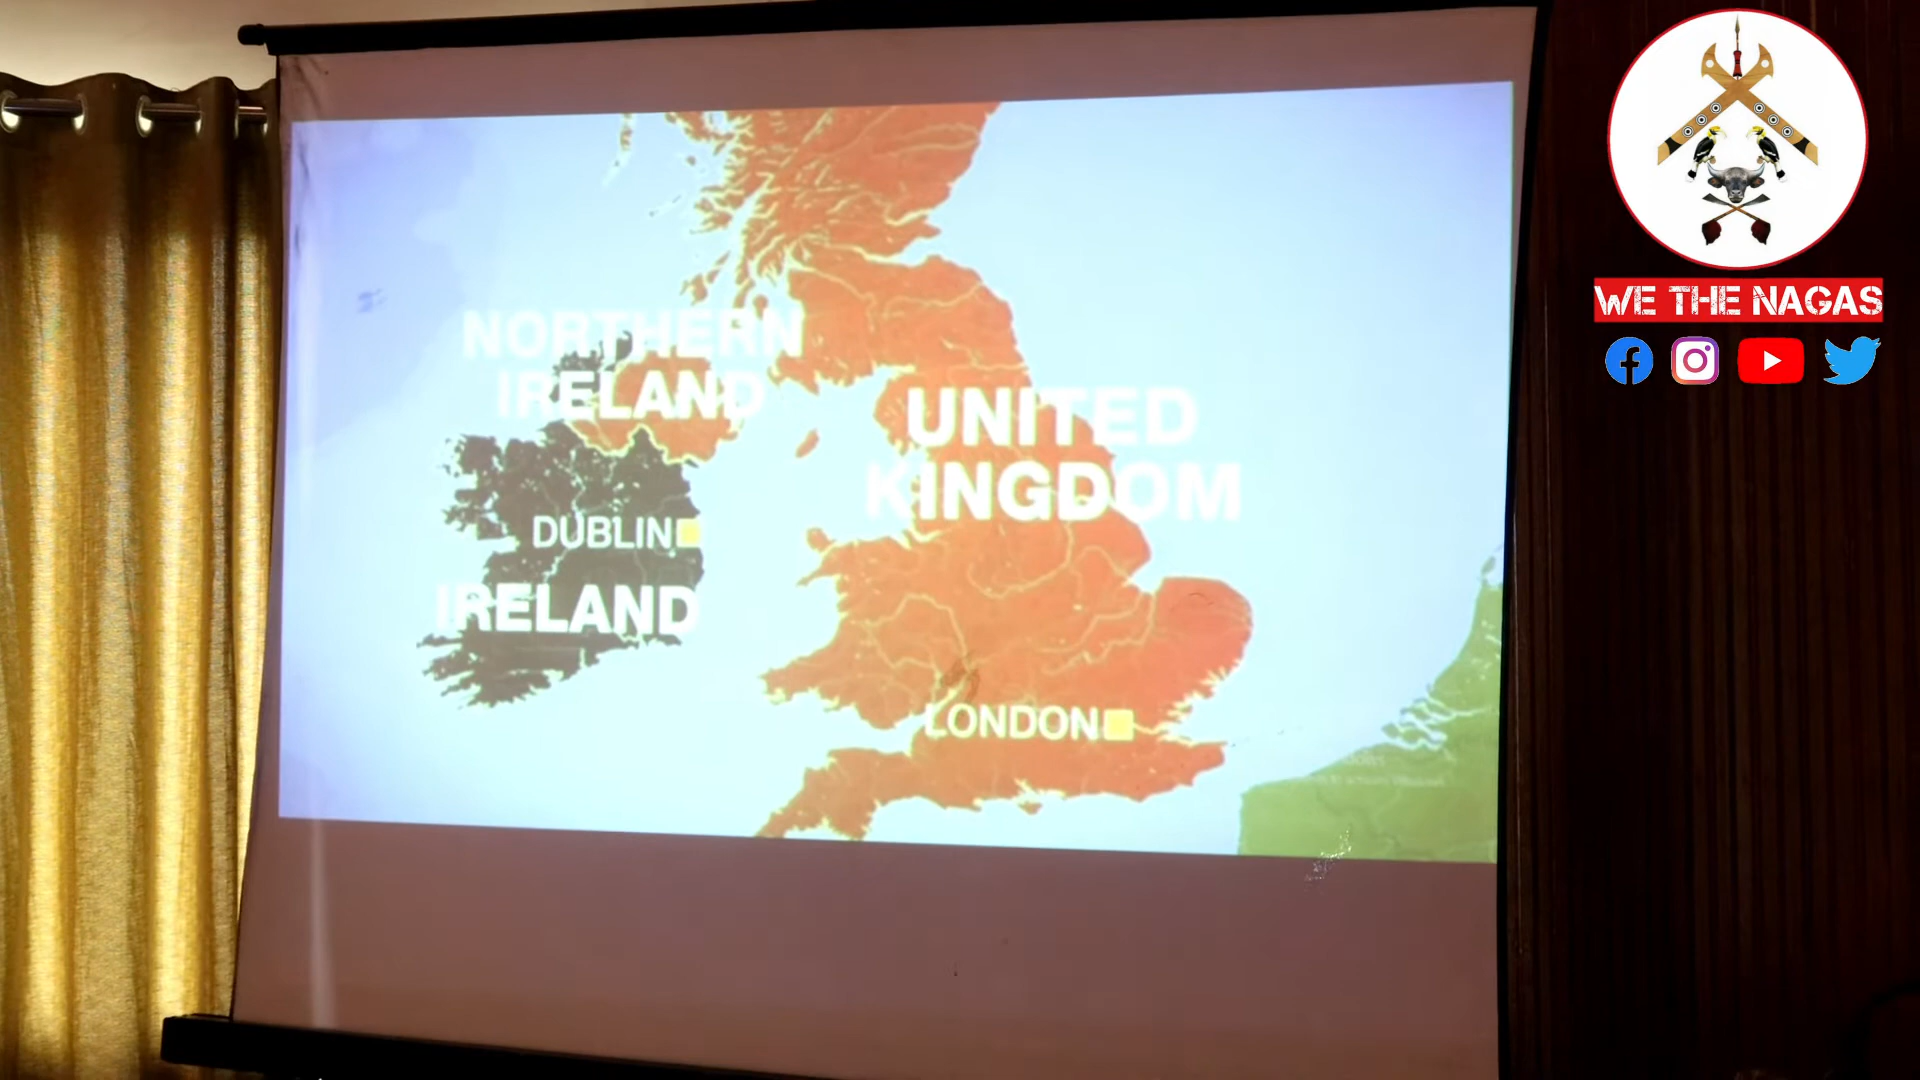 NORTHERN
IRELAND
UNITED
KINGDOM
DUBLIN
IRELAND
LONDON
WE THE NAGAS